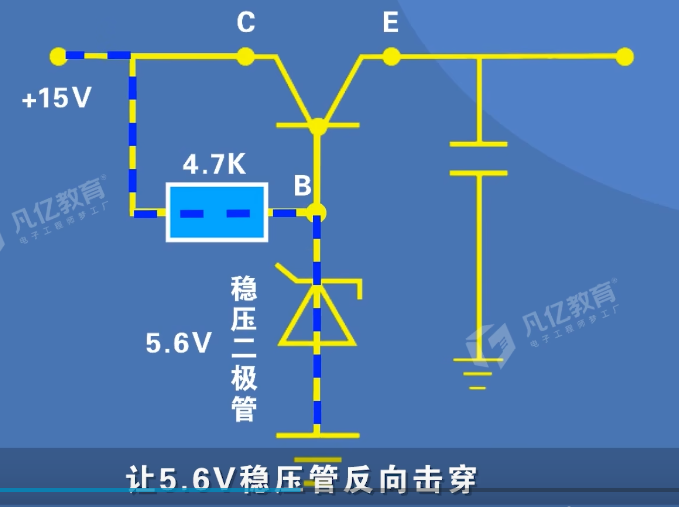 C E
+15V
4.7K
B
凡亿教育
电子工程师梦工厂
稳压二极管
5.6V
凡亿教育
电子工程师梦工厂
让5.6V稳压管反向击穿